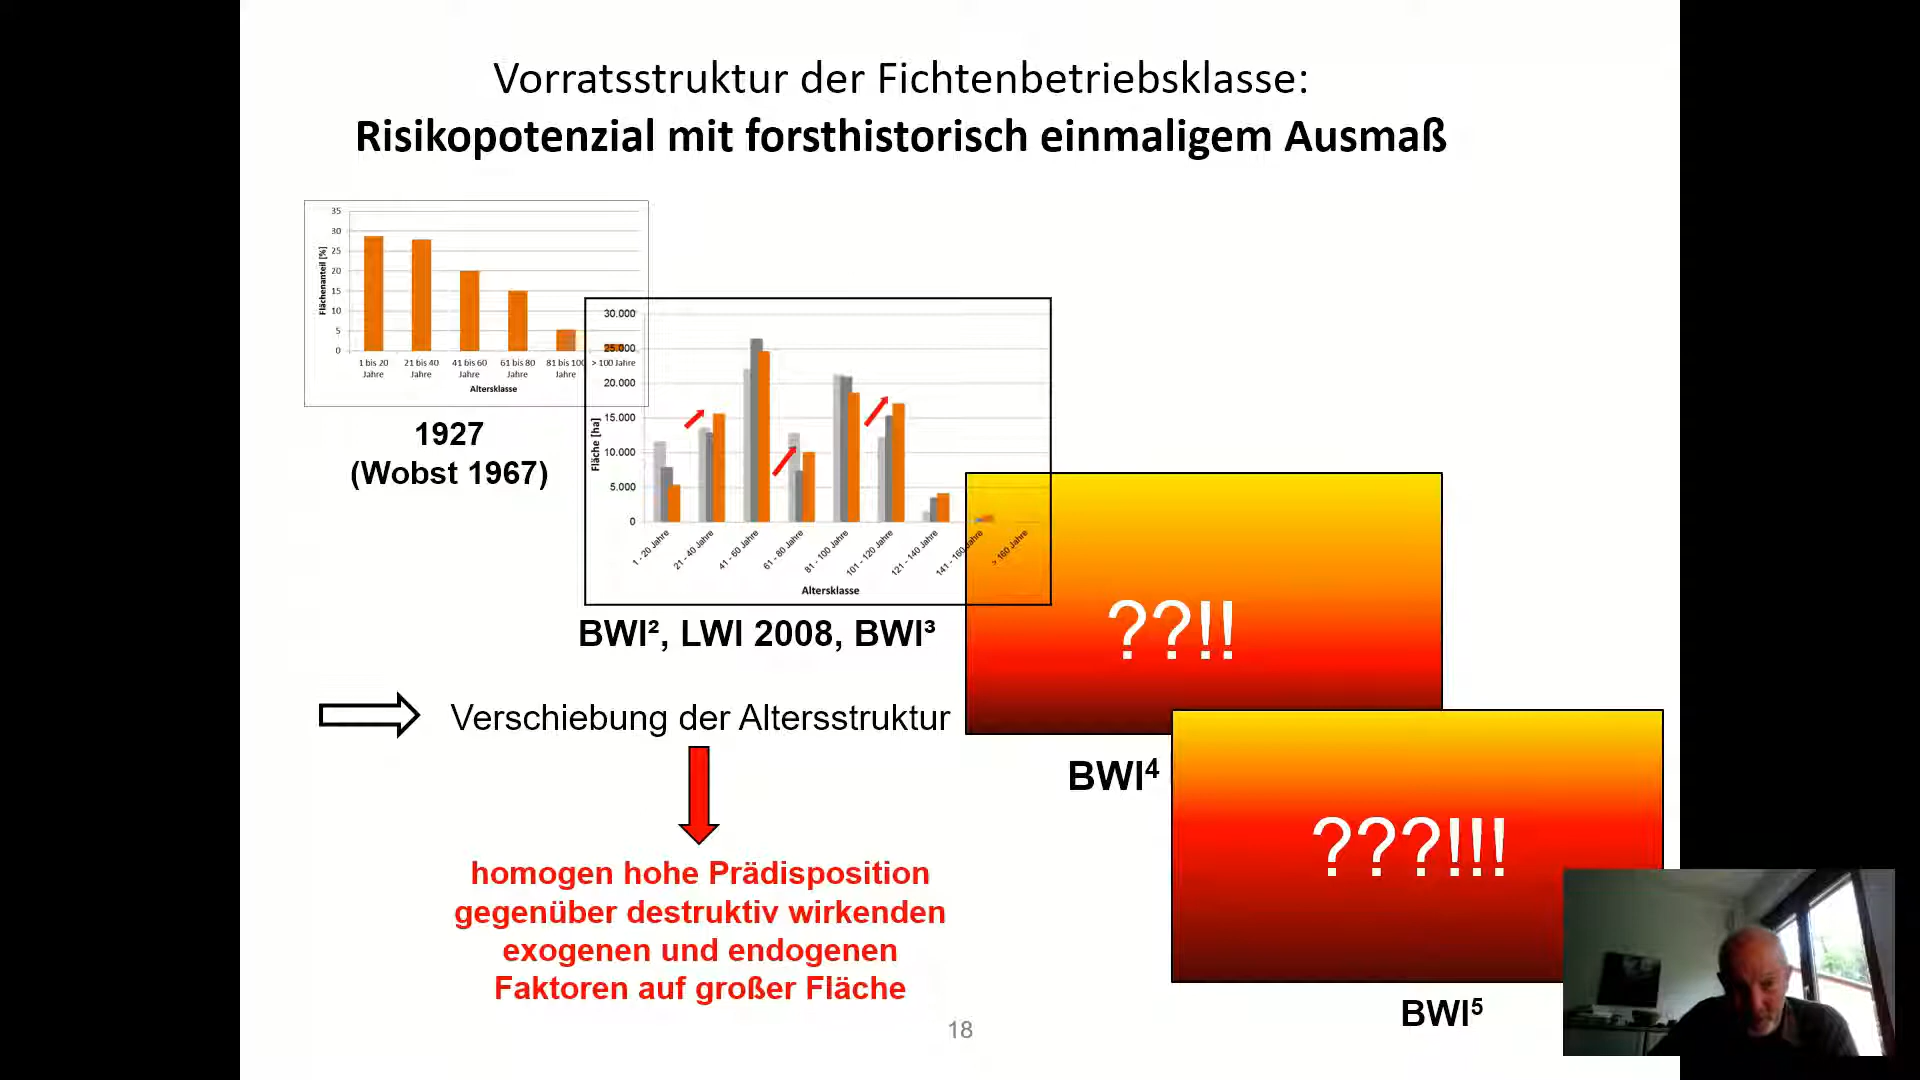 Vorratsstruktur der Fichtenbetriebsklasse:
Risikopotenzial mit forsthistorisch einmaligem Ausmaß
35
30
25
20
15
10
5
0
Flächenanteil [%]
1 bis 20 Jahre
21 bis 40 Jahre
41 bis 60 Jahre
61 bis 80 Jahre
81 bis 100 Jahre
> 100 Jahre
Altersklasse
1927
(Wobst 1967)
30.000
25.000
20.000
15.000
10.000
5.000
0
Fläche [ha]
1 - 20 Jahre
21 - 40 Jahre
41 - 60 Jahre
61 - 80 Jahre
81 - 100 Jahre
101 - 120 Jahre
121 - 140 Jahre
141 - 160 Jahre
> 160 Jahre
Altersklasse
BWI², LWI 2008, BWI³
??!!
BWI⁴
???!!!
BWI⁵
Verschiebung der Altersstruktur
homogen hohe Prädisposition
gegenüber destruktiv wirkenden
exogenen und endogenen
Faktoren auf großer Fläche
18